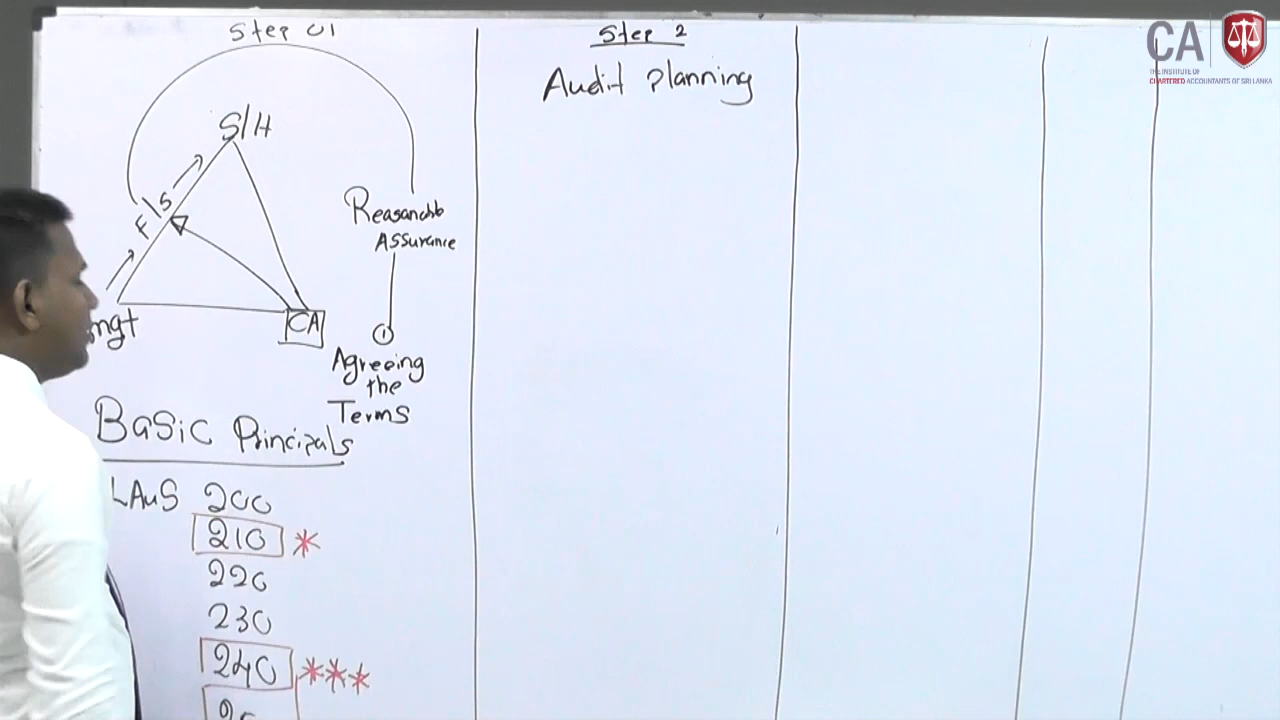 Step 01
S/H
F/S
Reasanabb
Assurance
mgt
CA
1
Agreeing
the
Terms
Basic Principals
LAuS 200
210 *
220
230
240 ***
Step 2
Audit planning
CA
THE INSTITUTE OF
CHARTERED ACCOUNTANTS OF SRI LANKA